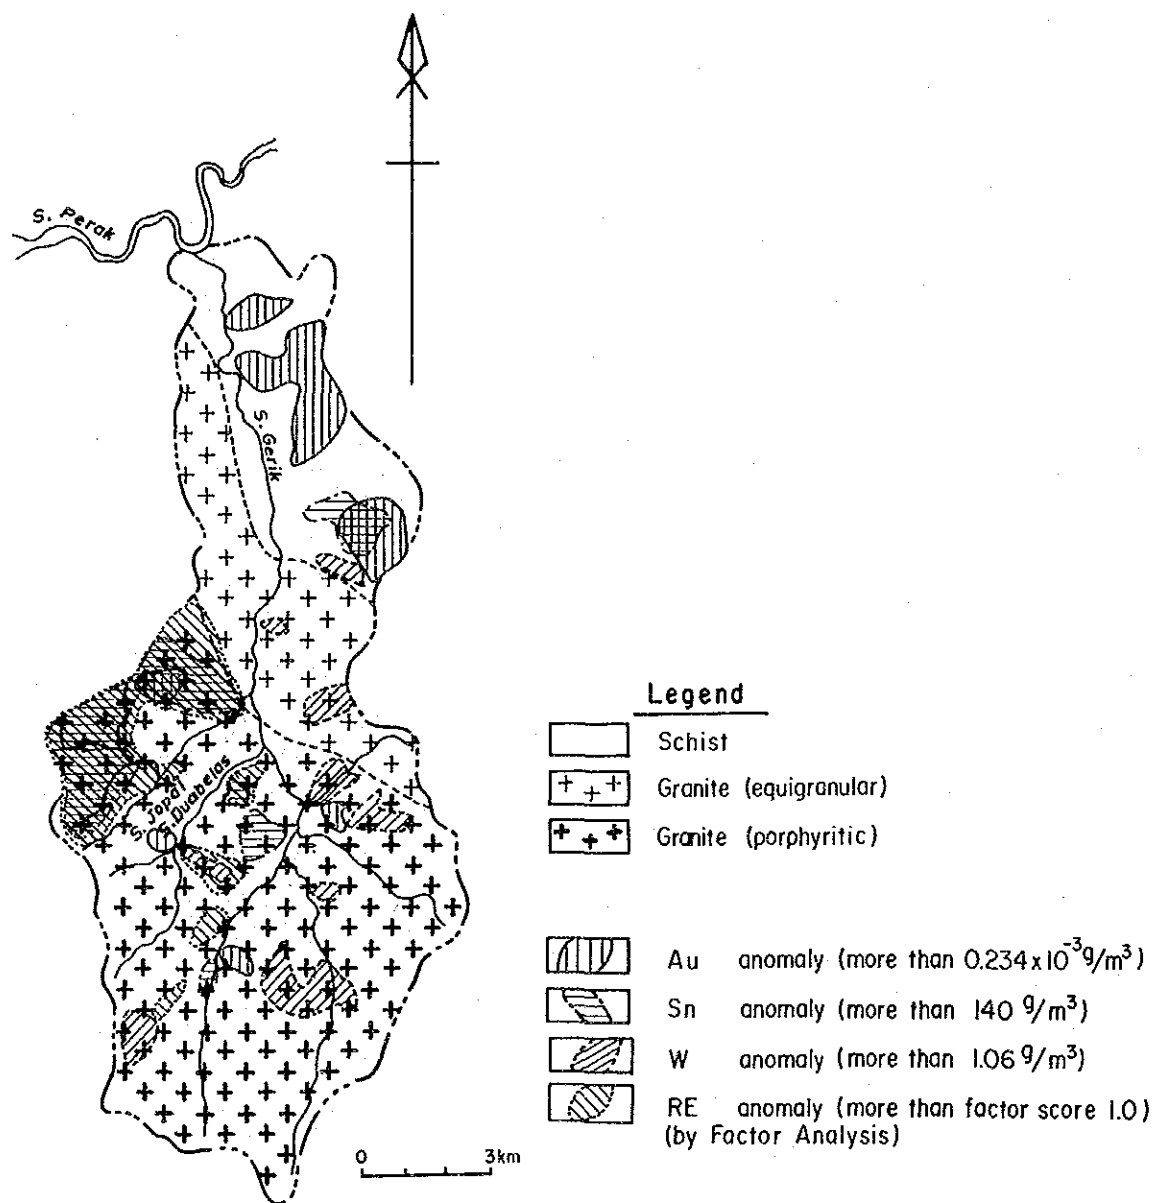 S. Perak
S. Gerik
S. Jopai
S. Duabelas
Legend
Schist
Granite (equigranular)
Granite (porphyritic)
Au anomaly (more than 0.234x10⁻³g/m³)
Sn anomaly (more than 140 g/m³)
W anomaly (more than 1.06 g/m³)
RE anomaly (more than factor score 1.0)
(by Factor Analysis)
0 3km